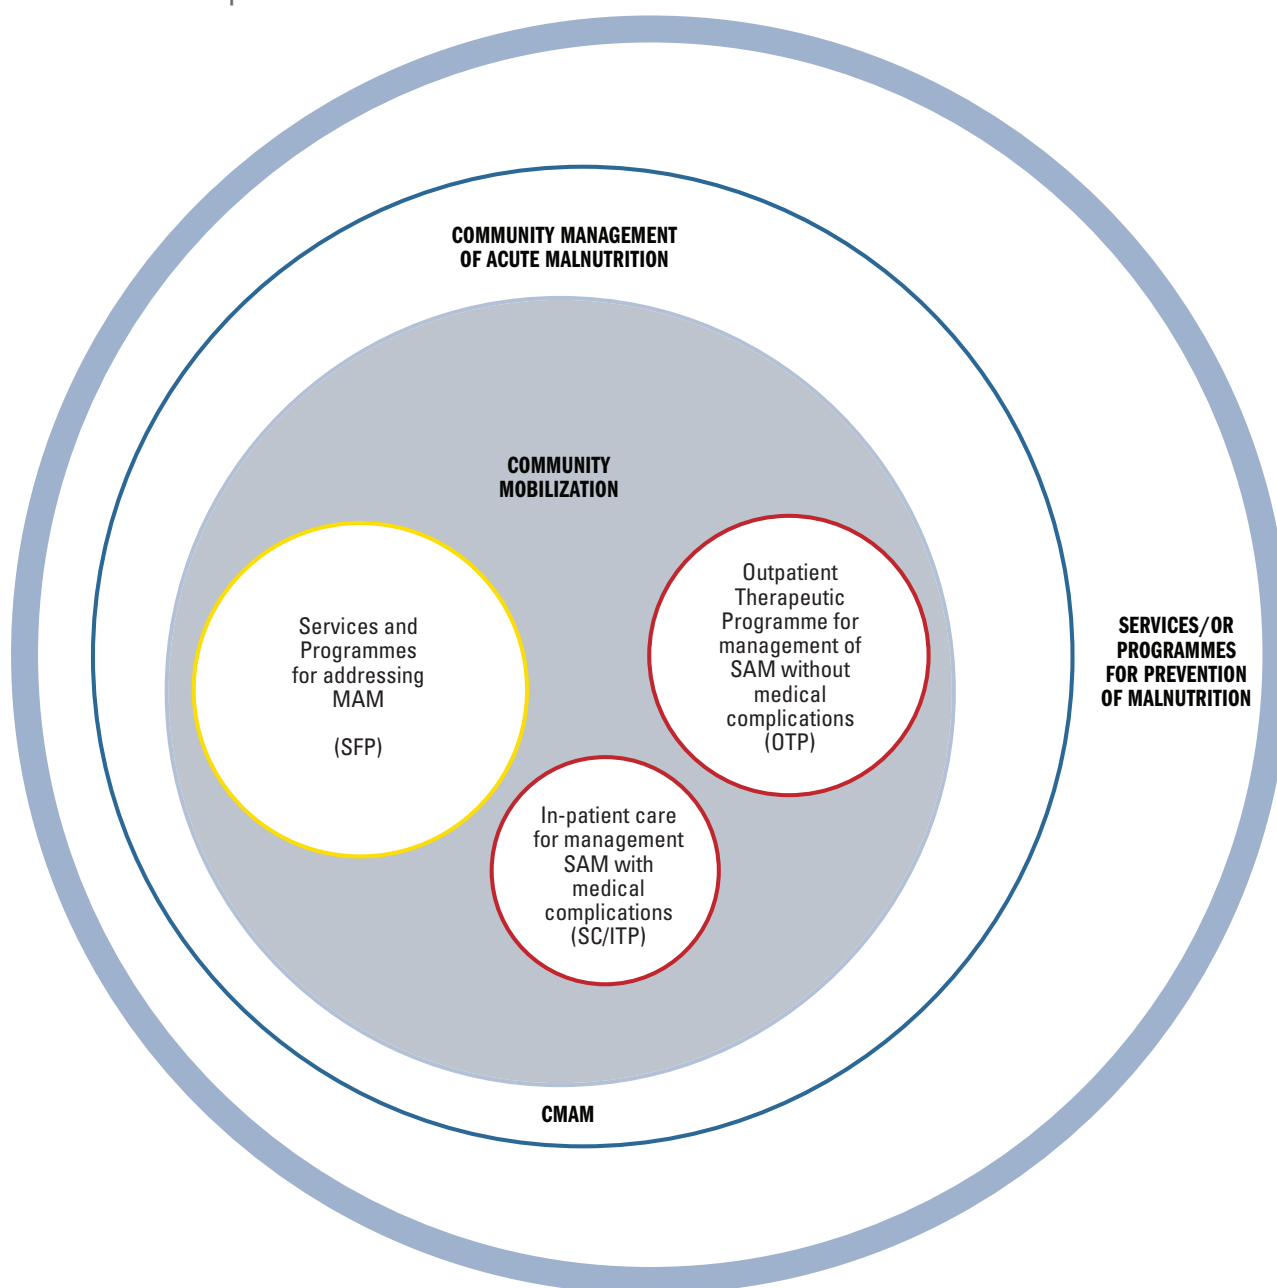 COMMUNITY MANAGEMENT
OF ACUTE MALNUTRITION
COMMUNITY
MOBILIZATION
Services and
Programmes
for addressing
MAM
(SFP)
Outpatient
Therapeutic
Programme for
management of
SAM without
medical
complications
(OTP)
In-patient care
for management
SAM with
medical
complications
(SC/ITP)
SERVICES/OR
PROGRAMMES
FOR PREVENTION
OF MALNUTRITION
CMAM